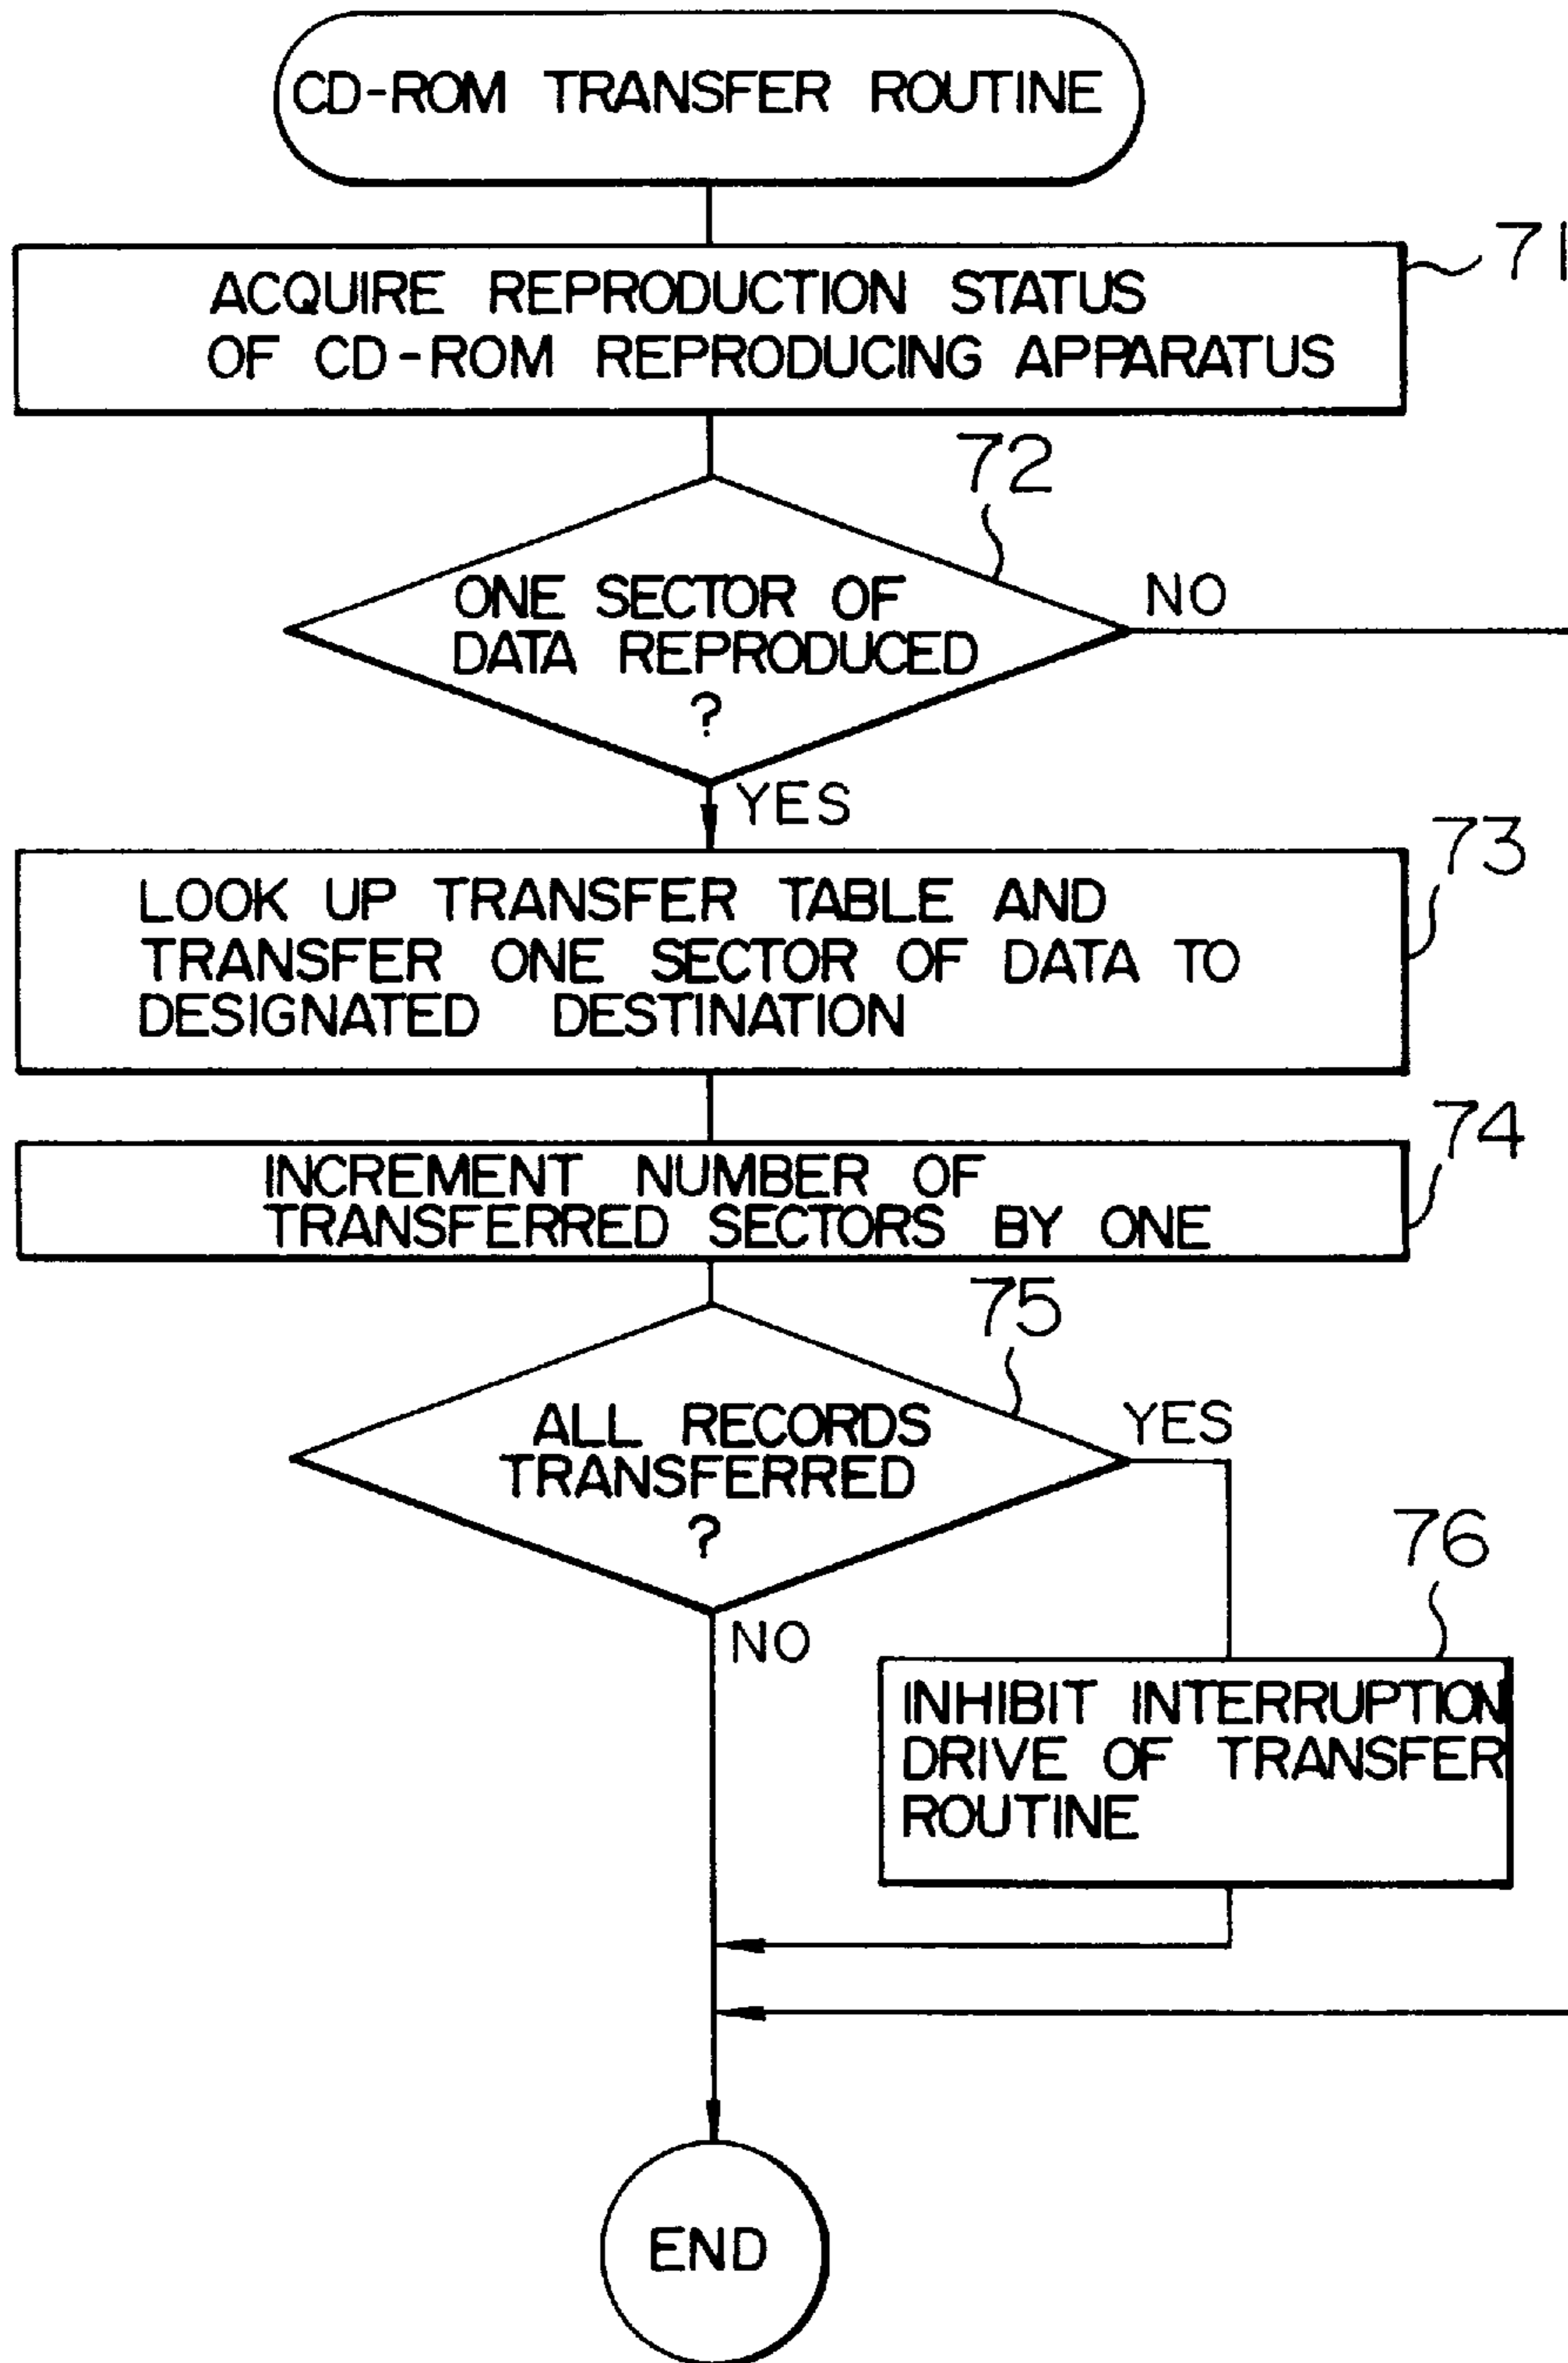 CD-ROM TRANSFER ROUTINE
71
ACQUIRE REPRODUCTION STATUS
OF CD-ROM REPRODUCING APPARATUS
72
ONE SECTOR OF
DATA REPRODUCED
?
NO
YES
73
LOOK UP TRANSFER TABLE AND
TRANSFER ONE SECTOR OF DATA TO
DESIGNATED DESTINATION
74
INCREMENT NUMBER OF
TRANSFERRED SECTORS BY ONE
75
ALL RECORDS
TRANSFERRED
?
YES
NO
76
INHIBIT INTERRUPTION
DRIVE OF TRANSFER
ROUTINE
END